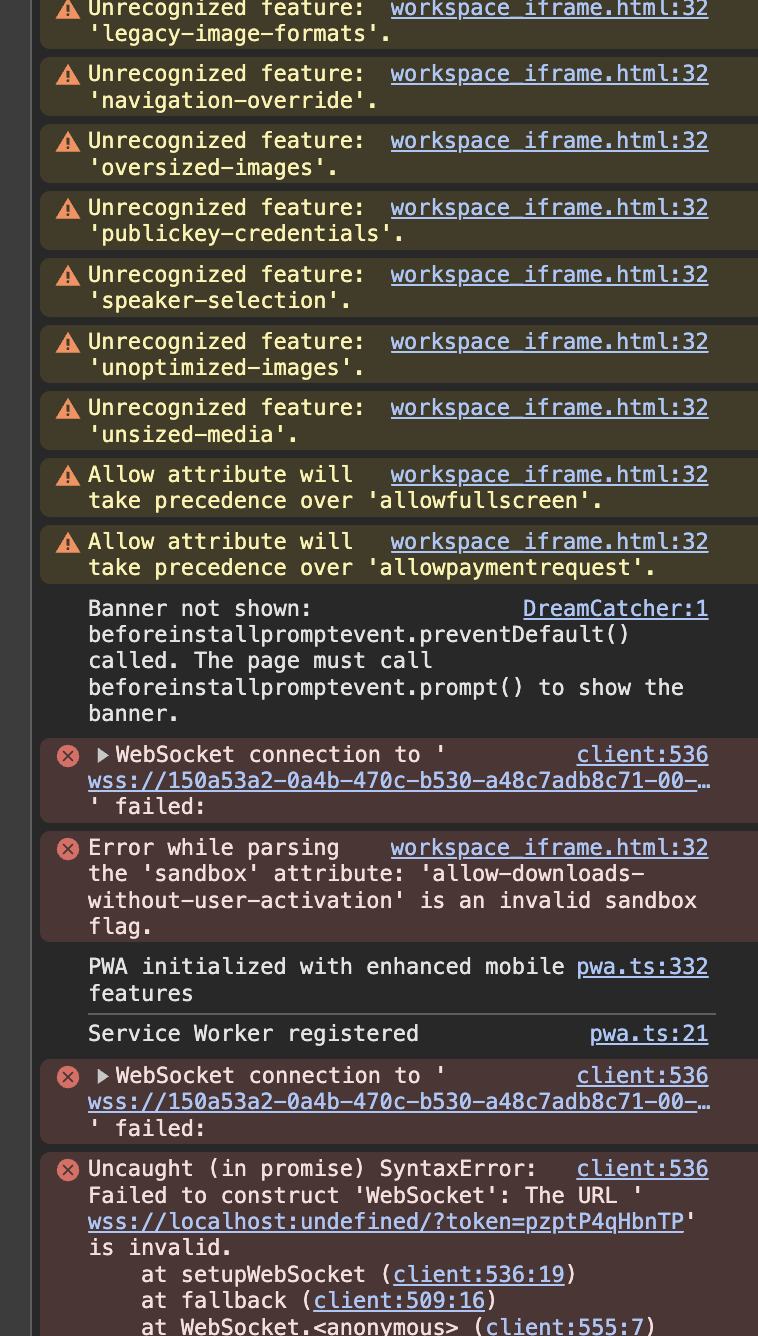 Unrecognized feature: workspace_iframe.html:32
'legacy-image-formats'.
Unrecognized feature: workspace_iframe.html:32
'navigation-override'.
Unrecognized feature: workspace_iframe.html:32
'oversized-images'.
Unrecognized feature: workspace_iframe.html:32
'publickey-credentials'.
Unrecognized feature: workspace_iframe.html:32
'speaker-selection'.
Unrecognized feature: workspace_iframe.html:32
'unoptimized-images'.
Unrecognized feature: workspace_iframe.html:32
'unsized-media'.
Allow attribute will workspace_iframe.html:32
take precedence over 'allowfullscreen'.
Allow attribute will workspace_iframe.html:32
take precedence over 'allowpaymentrequest'.
Banner not shown: DreamCatcher:1
beforeinstallpromptevent.preventDefault()
called. The page must call
beforeinstallpromptevent.prompt() to show the
banner.
WebSocket connection to ' client:536
wss://150a53a2-0a4b-470c-b530-a48c7adb8c71-00-…
' failed:
Error while parsing workspace_iframe.html:32
the 'sandbox' attribute: 'allow-downloads-
without-user-activation' is an invalid sandbox
flag.
PWA initialized with enhanced mobile pwa.ts:332
features
Service Worker registered pwa.ts:21
WebSocket connection to ' client:536
wss://150a53a2-0a4b-470c-b530-a48c7adb8c71-00-…
' failed:
Uncaught (in promise) SyntaxError: client:536
Failed to construct 'WebSocket': The URL '
wss://localhost:undefined/?token=pzptP4qHbnTP'
is invalid.
at setupWebSocket (client:536:19)
at fallback (client:509:16)
at WebSocket.<anonymous> (client:555:7)